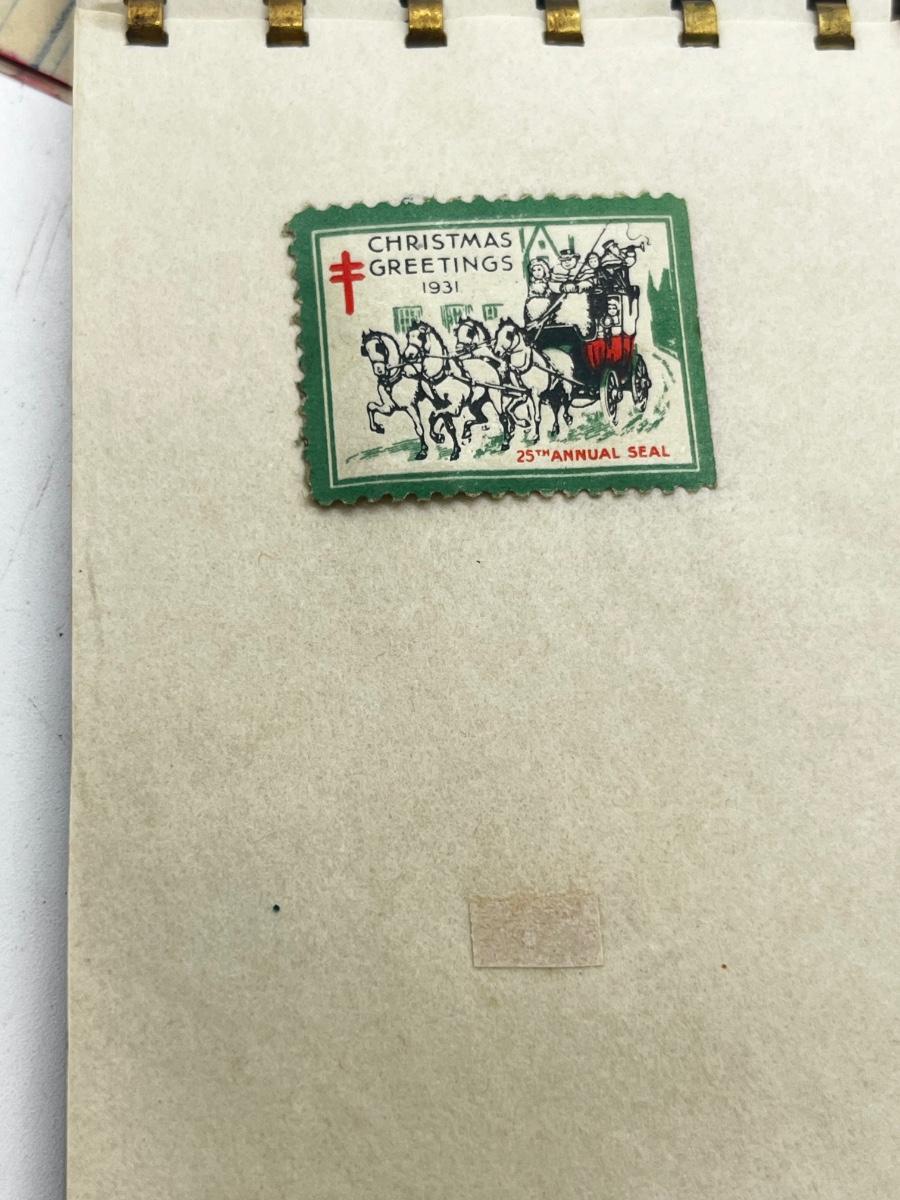 CHRISTMAS
GREETINGS
1931
25TH ANNUAL SEAL